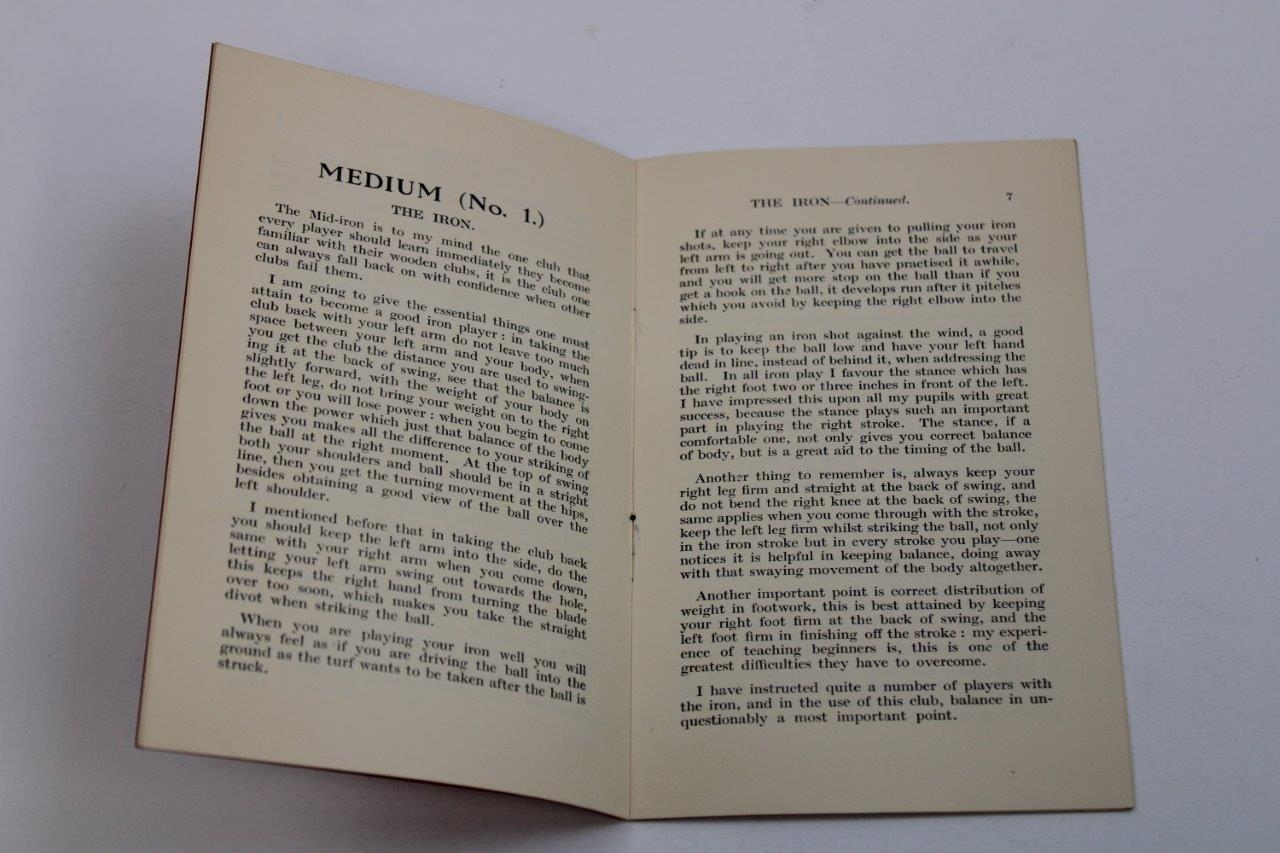 MEDIUM (No. 1.)
THE IRON.
The Mid-iron is to my mind the one club that
every player should learn immediately they become
familiar with their wooden clubs, it is the club one
can always fall back on with confidence when other
clubs fail them.
I am going to give the essential things one must
attain to become a good iron player : in taking the
club back with your left arm do not leave too much
space between your left arm and your body, when
you get the club the distance you are used to swing-
ing it at the back of swing, see that the balance is
slightly forward, with the weight of your body on
the left leg, do not bring your weight on to the right
foot or you will lose power : when you begin to come
down the power which just that balance of the body
gives you makes all the difference to your striking of
the ball at the right moment. At the top of swing
both your shoulders and ball should be in a stright
line, then you get the turning movement at the hips,
besides obtaining a good view of the ball over the
left shoulder.
I mentioned before that in taking the club back
you should keep the left arm into the side, do the
same with your right arm when you come down,
letting your left arm swing out towards the hole,
this keeps the right hand from turning the blade
over too soon, which makes you take the straight
divot when striking the ball.
When you are playing your iron well you will
always feel as if you are driving the ball into the
ground as the turf wants to be taken after the ball is
struck.
THE IRON—Continued. 7
If at any time you are given to pulling your iron
shots, keep your right elbow into the side as your
left arm is going out. You can get the ball to travel
from left to right after you have practised it awhile,
and you will get more stop on the ball than if you
get a hook on the ball, it develops run after it pitches
which you avoid by keeping the right elbow into the
side.
In playing an iron shot against the wind, a good
tip is to keep the ball low and have your left hand
dead in line, instead of behind it, when addressing the
ball. In all iron play I favour the stance which has
the right foot two or three inches in front of the left.
I have impressed this upon all my pupils with great
success, because the stance plays such an important
part in playing the right stroke. The stance, if a
comfortable one, not only gives you correct balance
of body, but is a great aid to the timing of the ball.
Another thing to remember is, always keep your
right leg firm and straight at the back of swing, and
do not bend the right knee at the back of swing, the
same applies when you come through with the stroke,
keep the left leg firm whilst striking the ball, not only
in the iron stroke but in every stroke you play—one
notices it is helpful in keeping balance, doing away
with that swaying movement of the body altogether.
Another important point is correct distribution of
weight in footwork, this is best attained by keeping
your right foot firm at the back of swing, and the
left foot firm in finishing off the stroke : my experi-
ence of teaching beginners is, this is one of the
greatest difficulties they have to overcome.
I have instructed quite a number of players with
the iron, and in the use of this club, balance in un-
questionably a most important point.